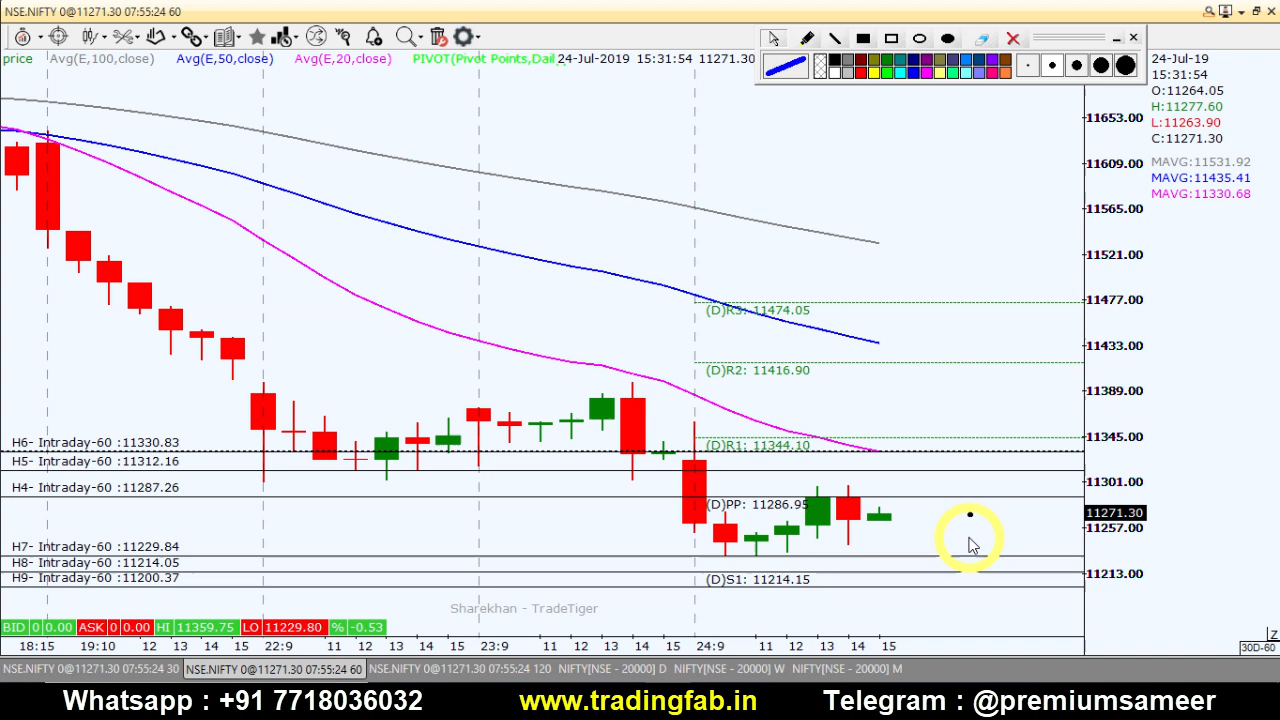 NSE.NIFTY 0@11271.30 07:55:24 60
price Avg(E,100,close) Avg(E,50,close) Avg(E,20,close) PIVOT(Pivot Points,Dail 24-Jul-2019 15:31:54 11271.30
24-Jul-19
15:31:54
O:11264.05
H:11277.60
L:11263.90
C:11271.30
MAVG:11531.92
MAVG:11435.41
MAVG:11330.68
11653.00
11609.00
11565.00
11521.00
11477.00
11433.00
11389.00
11345.00
11301.00
11271.30
11257.00
11213.00
(D)R3: 11474.05
(D)R2: 11416.90
(D)R1: 11344.10
(D)PP: 11286.95
(D)S1: 11214.15
H6- Intraday-60 :11330.83
H5- Intraday-60 :11312.16
H4- Intraday-60 :11287.26
H7- Intraday-60 :11229.84
H8- Intraday-60 :11214.05
H9- Intraday-60 :11200.37
Sharekhan - TradeTiger
BID 0 0.00 ASK 0 0.00 HI 11359.75 LO 11229.80 % -0.53
18:15 19:10 12 13 14 15 22:9 11 12 13 14 15 23:9 11 12 13 14 15 24:9 11 12 13 14 15
Z
30D-60
NSE.NIFTY 0@11271.30 07:55:24 30 NSE.NIFTY 0@11271.30 07:55:24 60 NSE.NIFTY 0@11271.30 07:55:24 120 NIFTY[NSE - 20000] D NIFTY[NSE - 20000] W NIFTY[NSE - 20000] M
Whatsapp : +91 7718036032 www.tradingfab.in Telegram : @premiumsameer